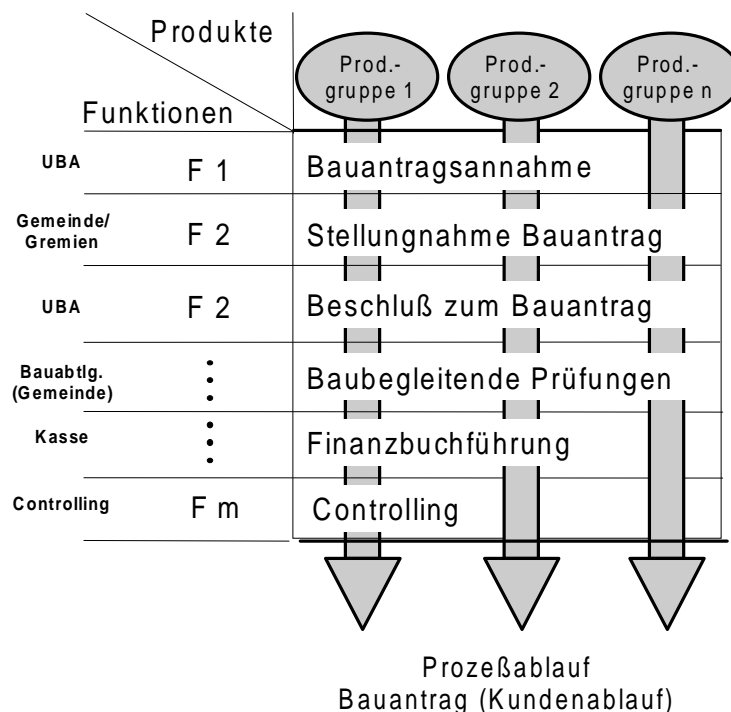 Produkte
Funktionen
Prod.-
gruppe 1
Prod.-
gruppe 2
Prod.-
gruppe n
UBA
F 1
Bauantragsannahme
Gemeinde/
Gremien
F 2
Stellungnahme Bauantrag
UBA
F 2
Beschluß zum Bauantrag
Bauabtlg.
(Gemeinde)
Baubegleitende Prüfungen
Kasse
Finanzbuchführung
Controlling
F m
Controlling
Prozeßablauf
Bauantrag (Kundenablauf)